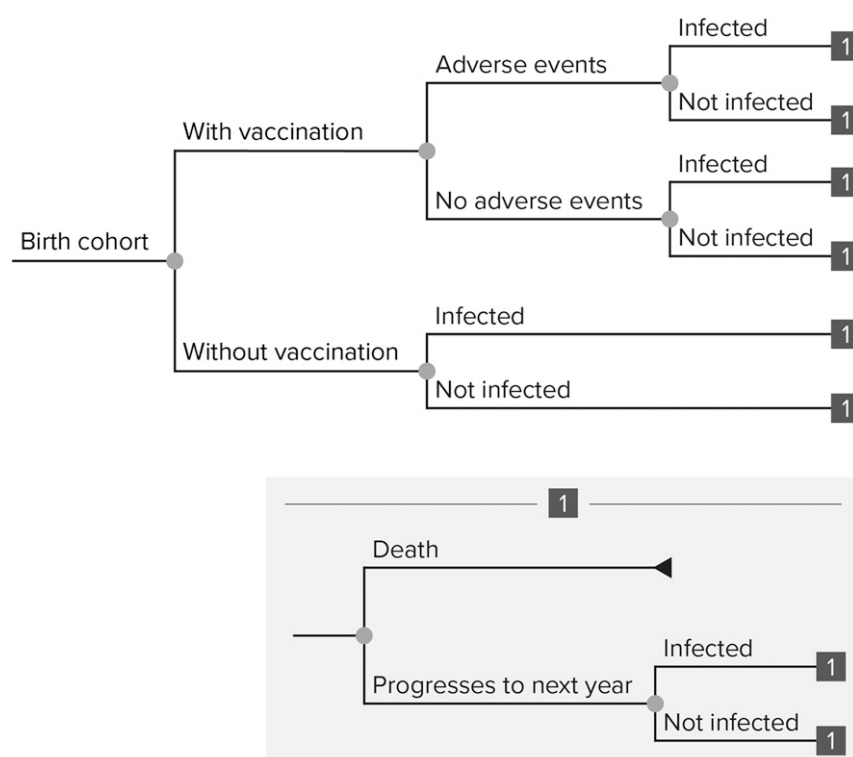 Infected
1
Adverse events
Not infected
1
With vaccination
Infected
1
No adverse events
Not infected
1
Birth cohort
Infected
1
Without vaccination
Not infected
1
1
Death
Infected
1
Progresses to next year
Not infected
1